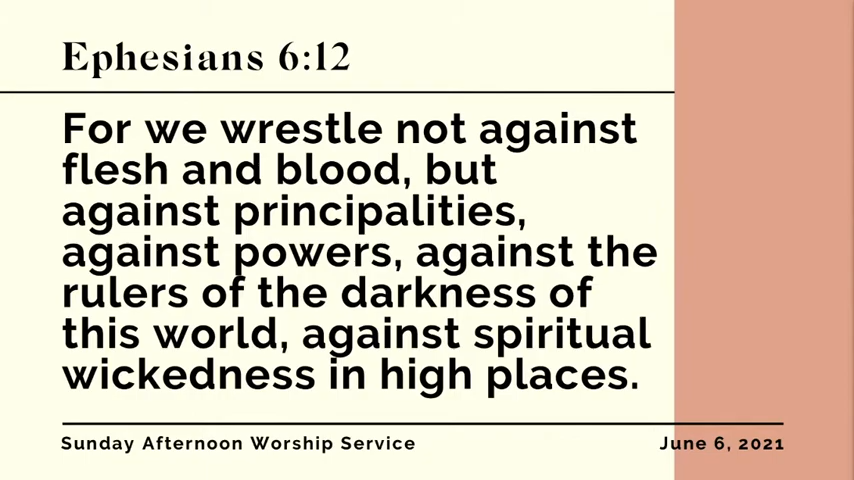 Ephesians 6:12
For we wrestle not against
flesh and blood, but
against principalities,
against powers, against the
rulers of the darkness of
this world, against spiritual
wickedness in high places.
Sunday Afternoon Worship Service
June 6, 2021